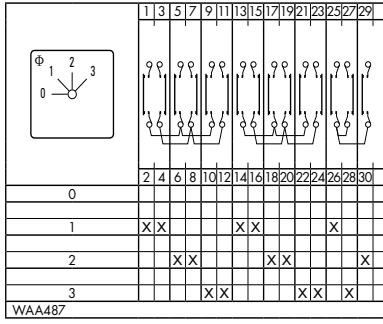 1 3 5 7 9 11 13 15 17 19 21 23 25 27 29
Φ
1 2 3
0
2 4 6 8 10 12 14 16 18 20 22 24 26 28 30
0
1 X X X X X
2 X X X X X
3 X X X X X
WAA487